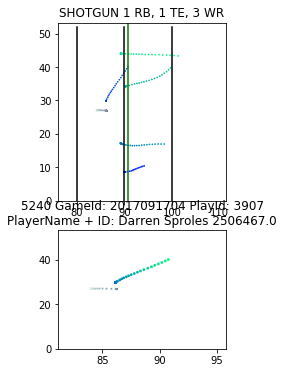 SHOTGUN 1 RB, 1 TE, 3 WR
50
40
30
20
10
0
80 90 100 110
5240 GameId: 2017091704 PlayId: 3907
PlayerName + ID: Darren Sproles 2506467.0
40
20
0
85 90 95